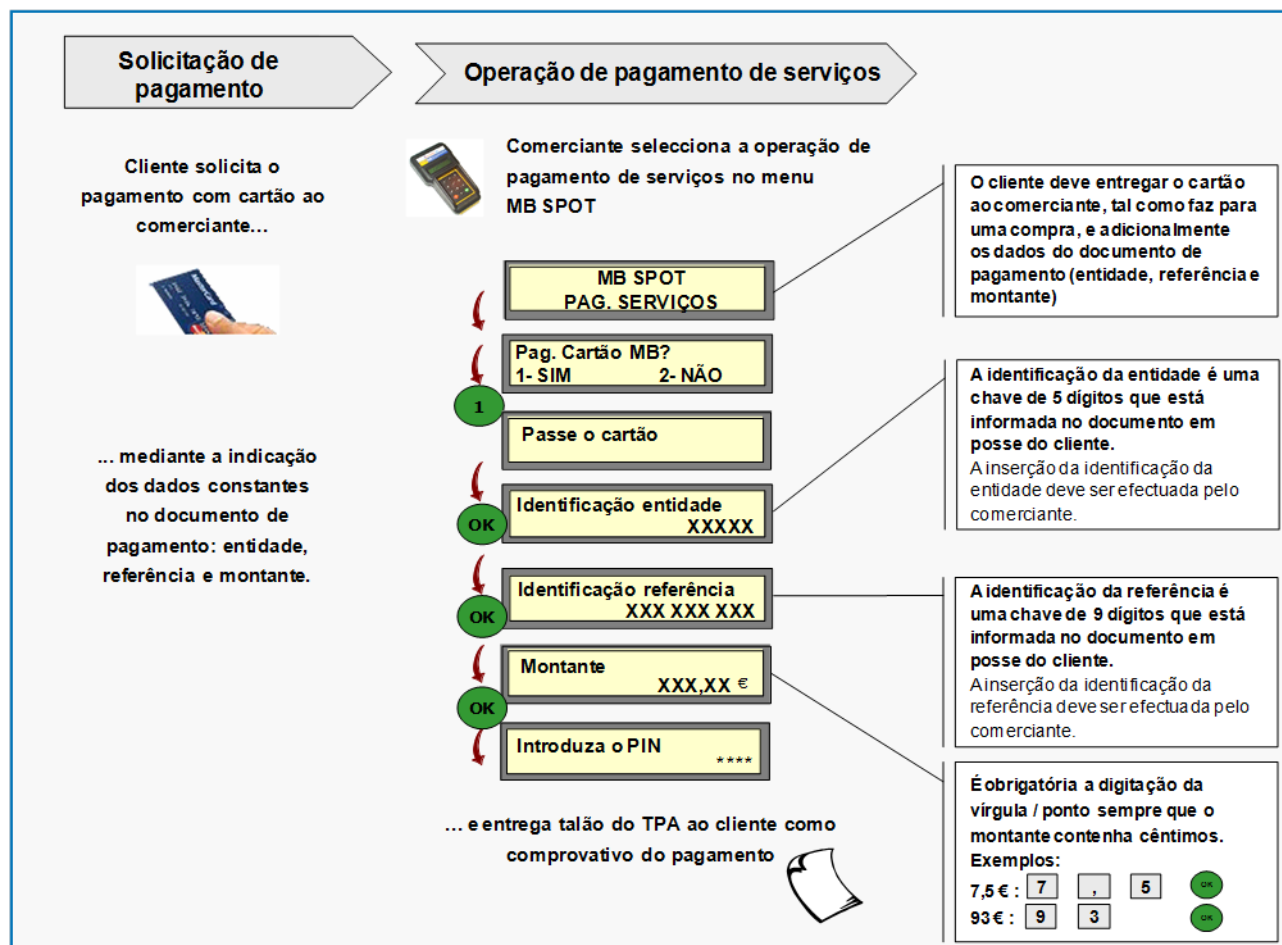 Solicitação de
pagamento
Operação de pagamento de serviços
Cliente solicita o
pagamento com cartão ao
comerciante...
MasterCard
... mediante a indicação
dos dados constantes
no documento de
pagamento: entidade,
referência e montante.
Comerciante selecciona a operação de
pagamento de serviços no menu
MB SPOT
MB SPOT
PAG. SERVIÇOS
Pag. Cartão MB?
1- SIM 2- NÃO
1
Passe o cartão
Identificação entidade
XXXXX
OK
Identificação referência
XXX XXX XXX
OK
Montante
XXX,XX €
OK
Introduza o PIN
****
... e entrega talão do TPA ao cliente como
comprovativo do pagamento
O cliente deve entregar o cartão
ao comerciante, tal como faz para
uma compra, e adicionalmente
os dados do documento de
pagamento (entidade, referência e
montante)
A identificação da entidade é uma
chave de 5 dígitos que está
informada no documento em
posse do cliente.
A inserção da identificação da
entidade deve ser efectuada pelo
comerciante.
A identificação da referência é
uma chave de 9 dígitos que está
informada no documento em
posse do cliente.
A inserção da identificação da
referência deve ser efectuada pelo
comerciante.
É obrigatória a digitação da
vírgula / ponto sempre que o
montante contenha cêntimos.
Exemplos:
7,5 € : 7 , 5 OK
93 € : 9 3 OK